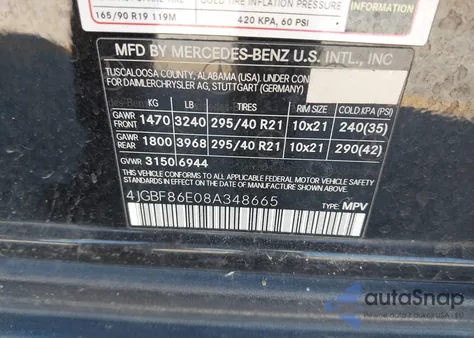 COLD TIRE INFLATION PRESSURE
165/90 R19 119M
420 KPA, 60 PSI
INFORMATION
MFD BY MERCEDES-BENZ U.S. INTL., INC
TUSCALOOSA COUNTY, ALABAMA (USA). UNDER CON
FOR DAIMLERCHRYSLER AG, STUTTGART (GERMANY)
KG LB TIRES RIM SIZE COLD KPA (PSI)
GAWR FRONT 1470 3240 295/40 R21 10x21 240(35)
GAWR REAR 1800 3968 295/40 R21 10x21 290(42)
GVWR 3150 6944
THIS VEHICLE CONFORMS TO ALL APPLICABLE FEDERAL MOTOR VEHICLE
SAFETY STANDARDS IN EFFECT ON THE DATE OF MANUFACTURE SHOWN ABOVE.
4JGBF86E08A348665
TYPE: MPV
autoSnap